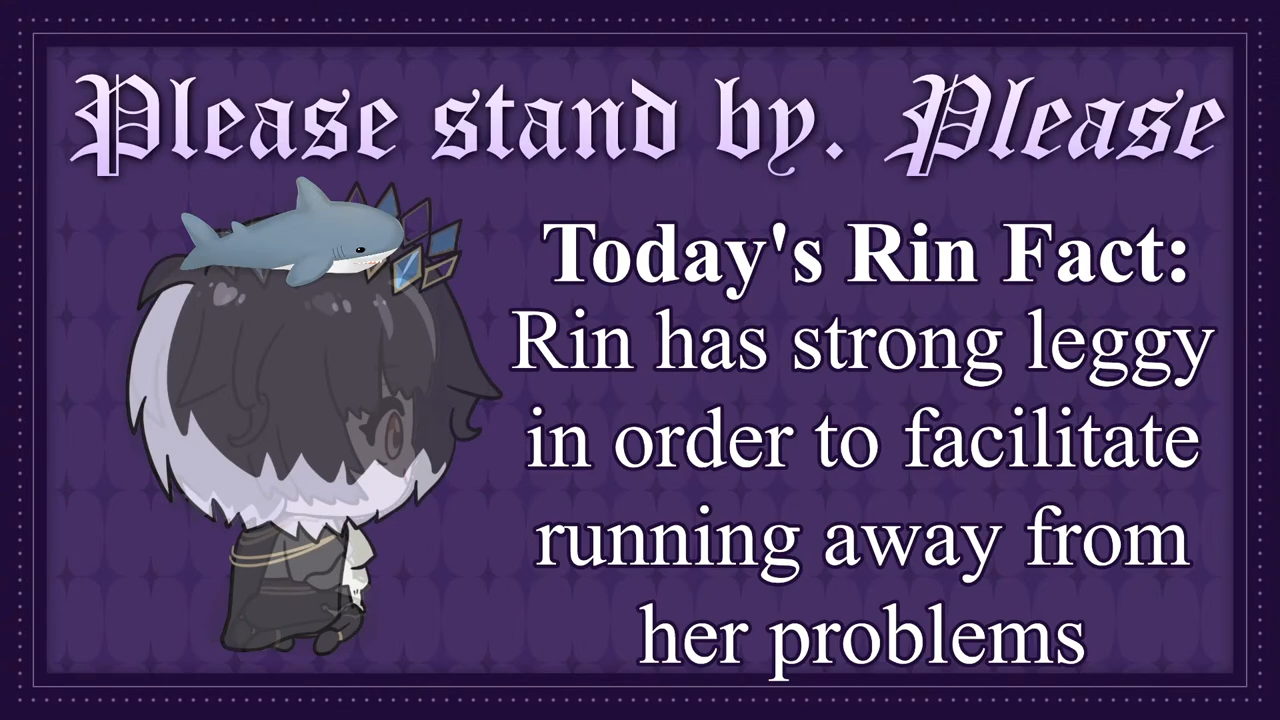 Please stand by. Please
Today's Rin Fact:
Rin has strong leggy
in order to facilitate
running away from
her problems